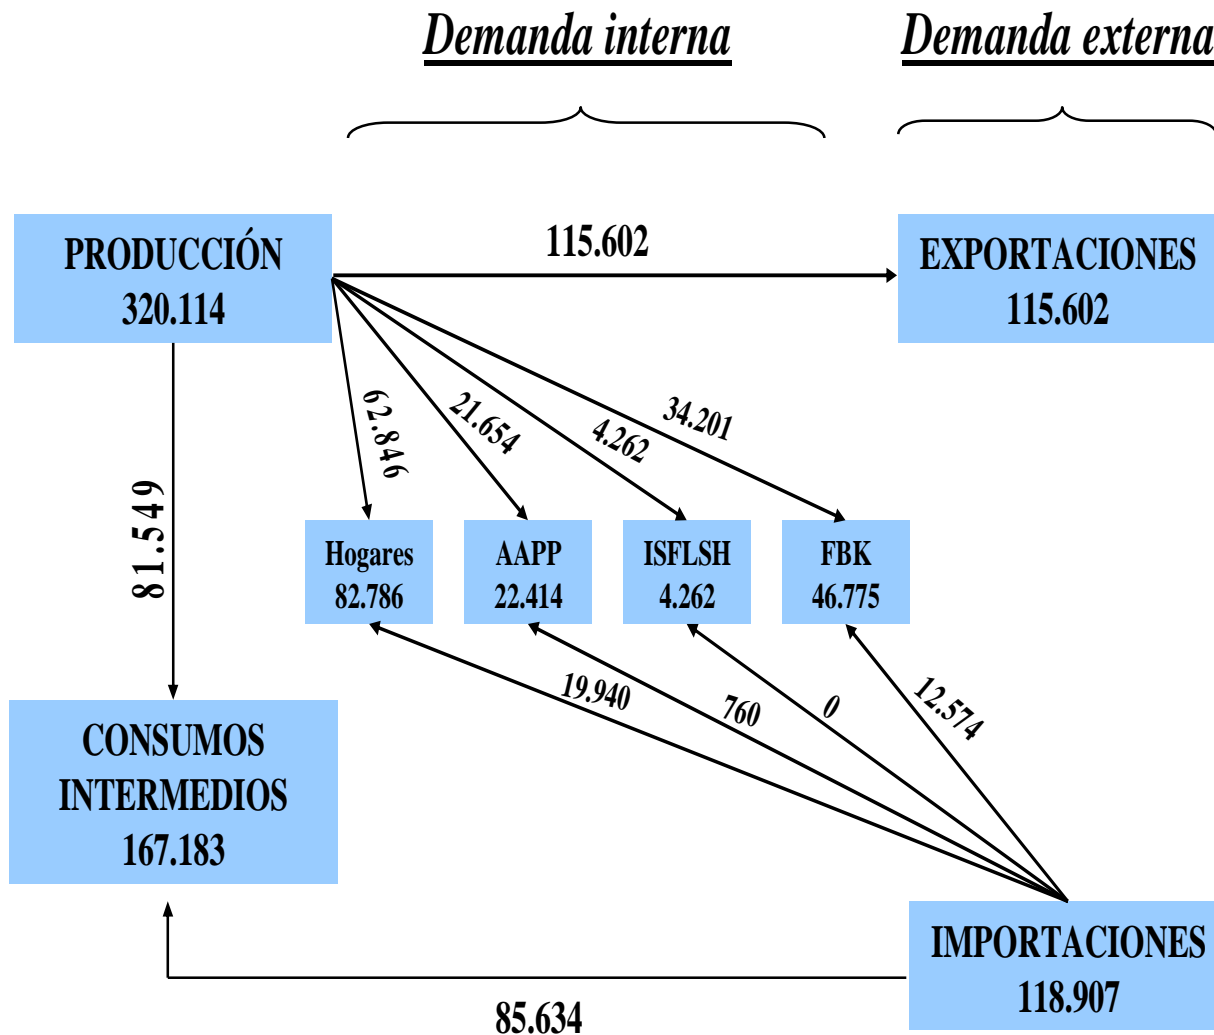 Demanda interna
Demanda externa
PRODUCCIÓN
320.114
115.602
EXPORTACIONES
115.602
62.846
21.654
4.262
34.201
81.549
Hogares
82.786
AAPP
22.414
ISFLSH
4.262
FBK
46.775
19.940
760
0
12.574
CONSUMOS
INTERMEDIOS
167.183
IMPORTACIONES
118.907
85.634